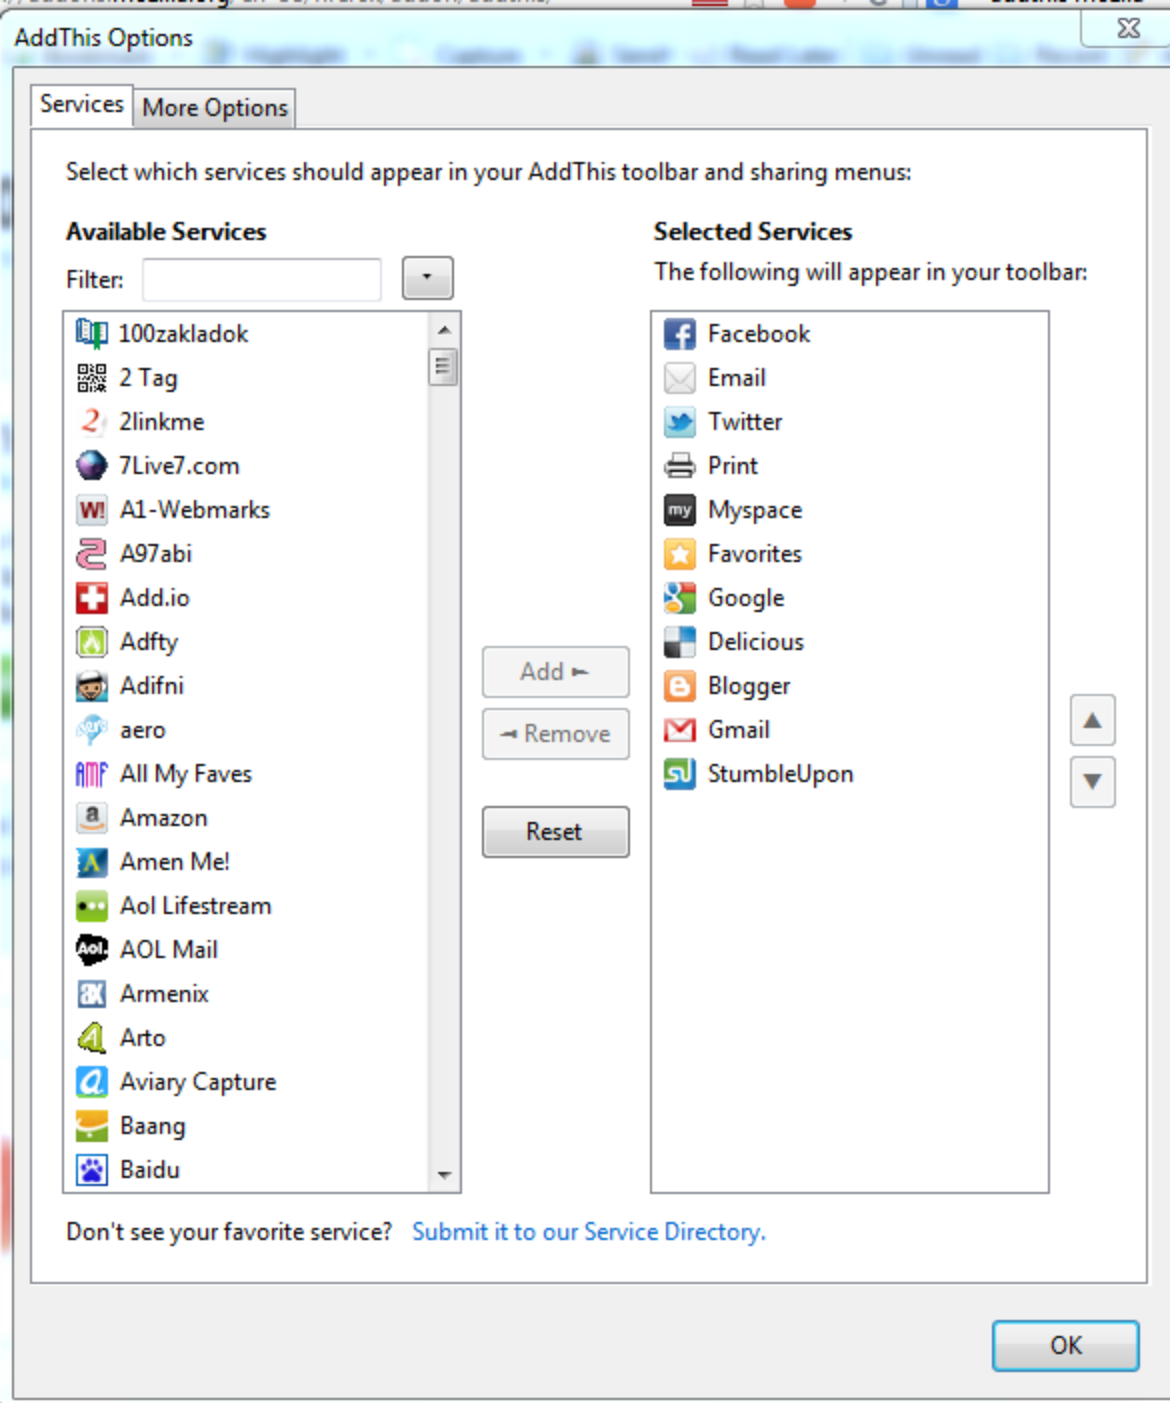 AddThis Options
Services
More Options
Select which services should appear in your AddThis toolbar and sharing menus:
Available Services
Filter:
100zakladok
2 Tag
2linkme
7Live7.com
A1-Webmarks
A97abi
Add.io
Adfty
Adifni
aero
All My Faves
Amazon
Amen Me!
Aol Lifestream
AOL Mail
Armenix
Arto
Aviary Capture
Baang
Baidu
Add
Remove
Reset
Selected Services
The following will appear in your toolbar:
Facebook
Email
Twitter
Print
Myspace
Favorites
Google
Delicious
Blogger
Gmail
StumbleUpon
Don't see your favorite service? Submit it to our Service Directory.
OK